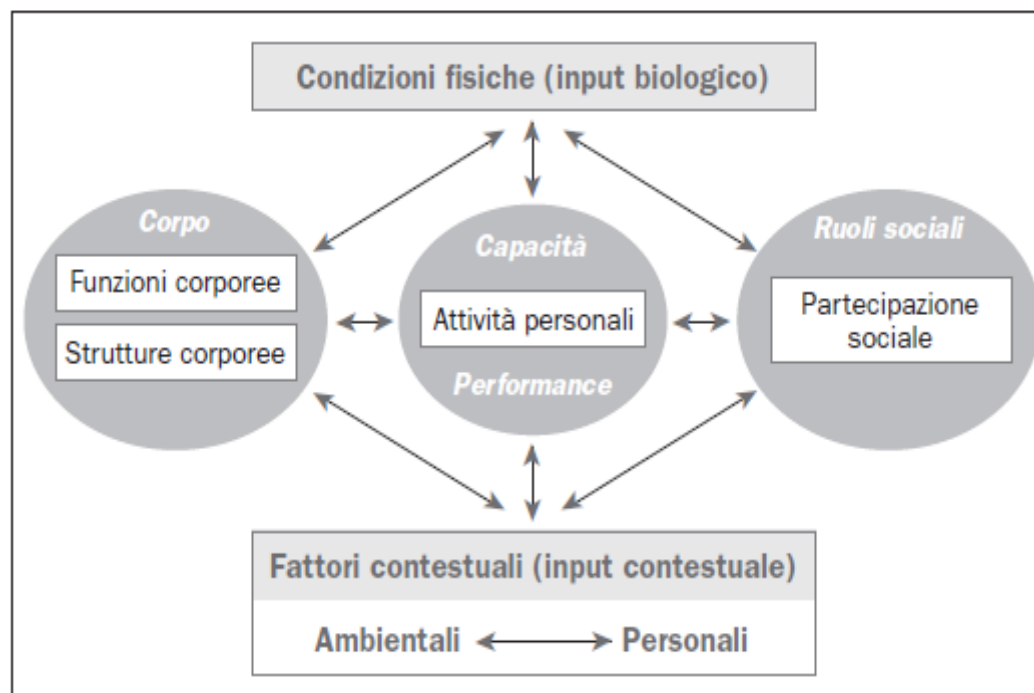 Condizioni fisiche (input biologico)
Corpo
Funzioni corporee
Strutture corporee
Capacità
Attività personali
Performance
Ruoli sociali
Partecipazione
sociale
Fattori contestuali (input contestuale)
Ambientali
Personali